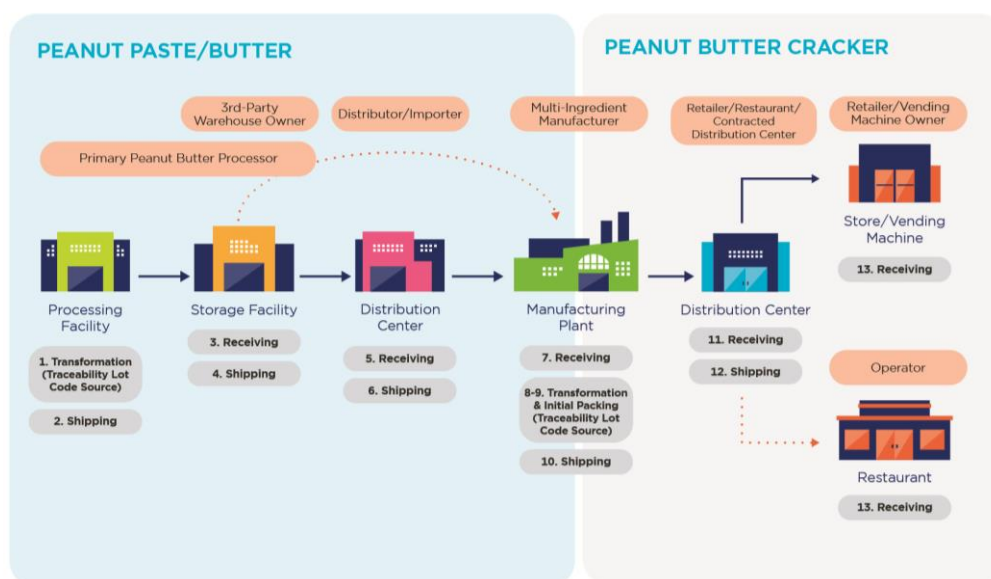 PEANUT PASTE/BUTTER
PEANUT BUTTER CRACKER
3rd-Party
Warehouse Owner
Distributor/Importer
Multi-Ingredient
Manufacturer
Retailer/Restaurant/
Contracted
Distribution Center
Retailer/Vending
Machine Owner
Primary Peanut Butter Processor
Processing
Facility
1. Transformation
(Traceability Lot
Code Source)
2. Shipping
Storage Facility
3. Receiving
4. Shipping
Distribution
Center
5. Receiving
6. Shipping
Manufacturing
Plant
7. Receiving
8-9. Transformation
& Initial Packing
(Traceability Lot
Code Source)
10. Shipping
Distribution Center
11. Receiving
12. Shipping
Store/Vending
Machine
13. Receiving
Operator
Restaurant
13. Receiving